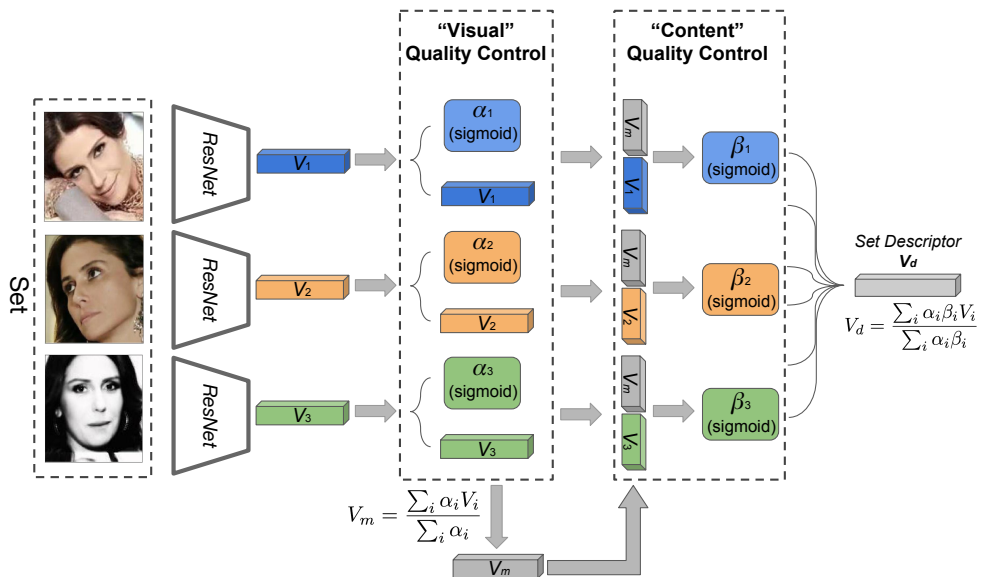 “Visual”
Quality Control
“Content”
Quality Control
Set
ResNet
V₁
α₁
(sigmoid)
V₁
Vₘ
V₁
β₁
(sigmoid)
ResNet
V₂
α₂
(sigmoid)
V₂
Vₘ
V₂
β₂
(sigmoid)
Set Descriptor
V_d
V_d = ∑ᵢ αᵢβᵢVᵢ / ∑ᵢ αᵢβᵢ
ResNet
V₃
α₃
(sigmoid)
V₃
Vₘ
V₃
β₃
(sigmoid)
Vₘ = ∑ᵢ αᵢVᵢ / ∑ᵢ αᵢ
Vₘ